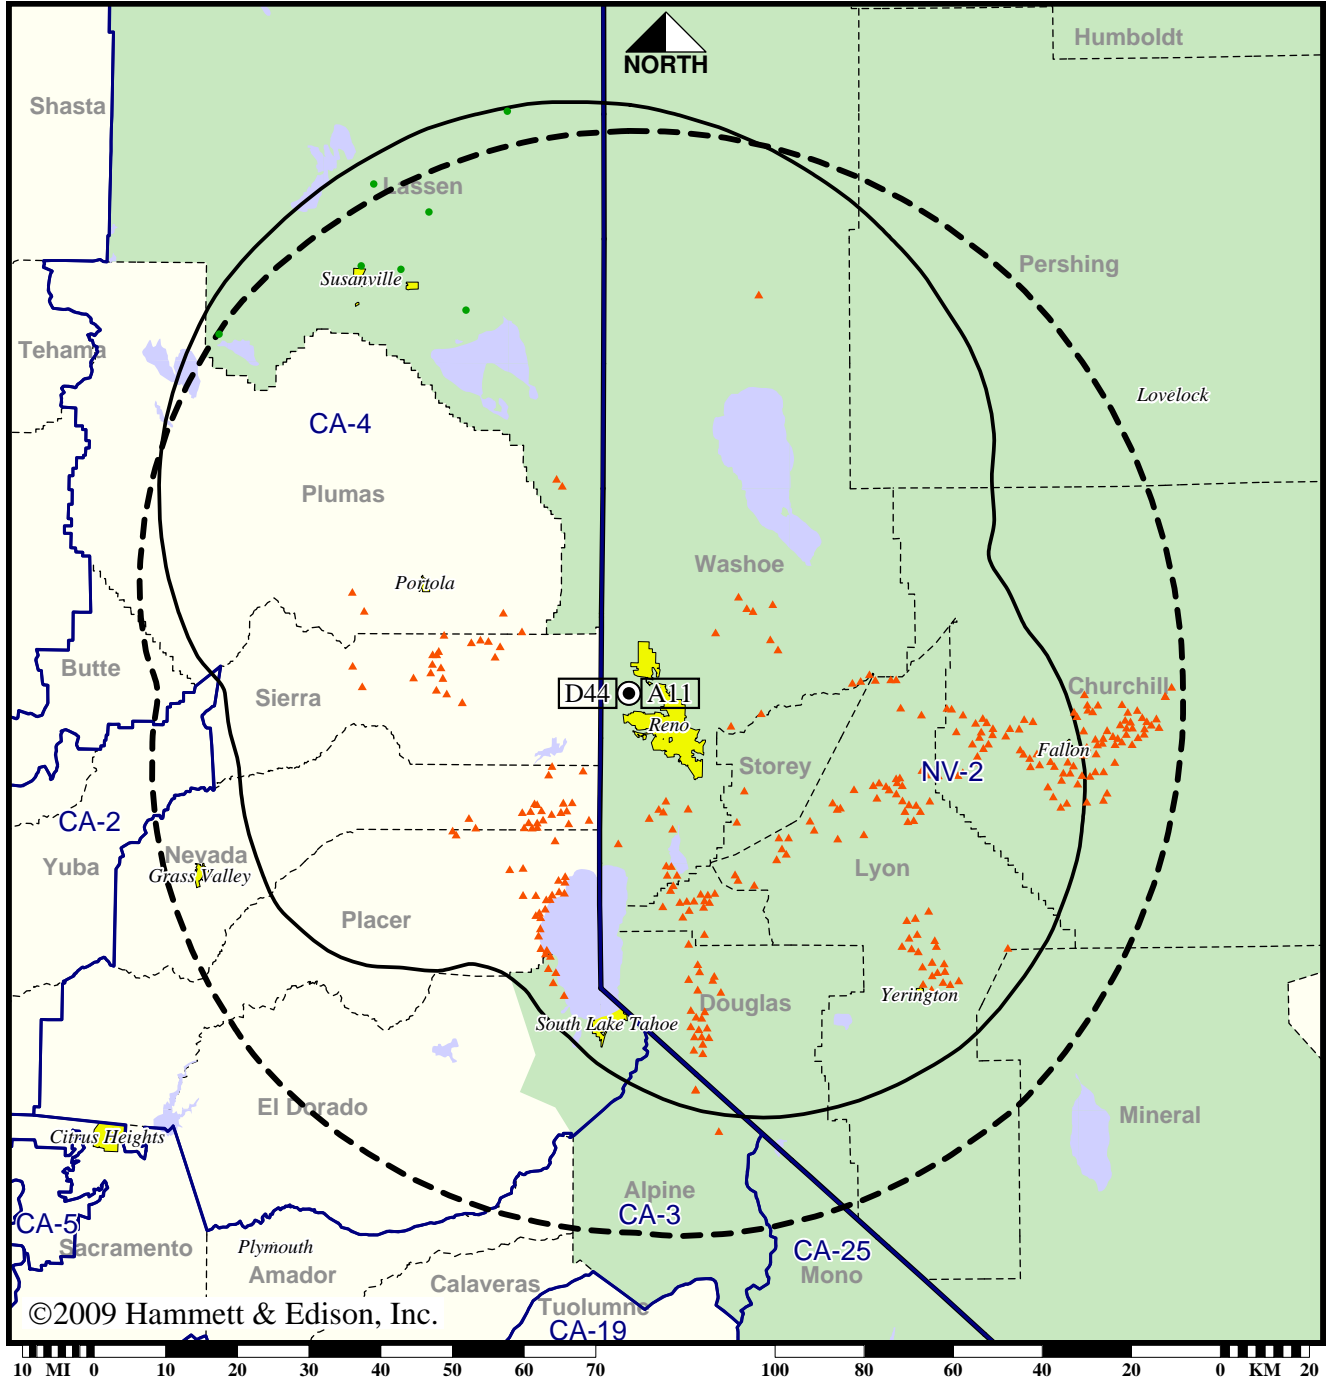 Humboldt
NORTH
Shasta
Lassen
Pershing
Susanville
Tehama
Lovelock
CA-4
Plumas
Washoe
Portola
Butte
Sierra
D44
A11
Churchill
Reno
Fallon
Storey
NV-2
CA-2
Nevada
Yuba
Grass Valley
Lyon
Placer
Yerington
Douglas
South Lake Tahoe
El Dorado
Mineral
Citrus Heights
Alpine
CA-3
CA-5
Sacramento
Plymouth
CA-25
Amador
Calaveras
Mono
Tuolumne
©2009 Hammett & Edison, Inc.
CA-19
10 MI 0 10 20 30 40 50 60 70 100 80 60 40 20 0 KM 20